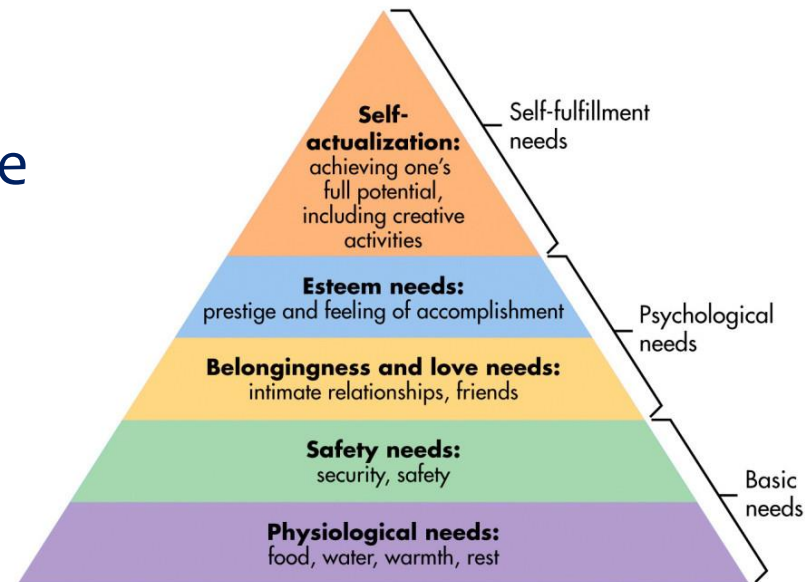 e
Self-
actualization:
achieving one's
full potential,
including creative
activities
Self-fulfillment
needs
Esteem needs:
prestige and feeling of accomplishment
Psychological
needs
Belongingness and love needs:
intimate relationships, friends
Safety needs:
security, safety
Basic
needs
Physiological needs:
food, water, warmth, rest